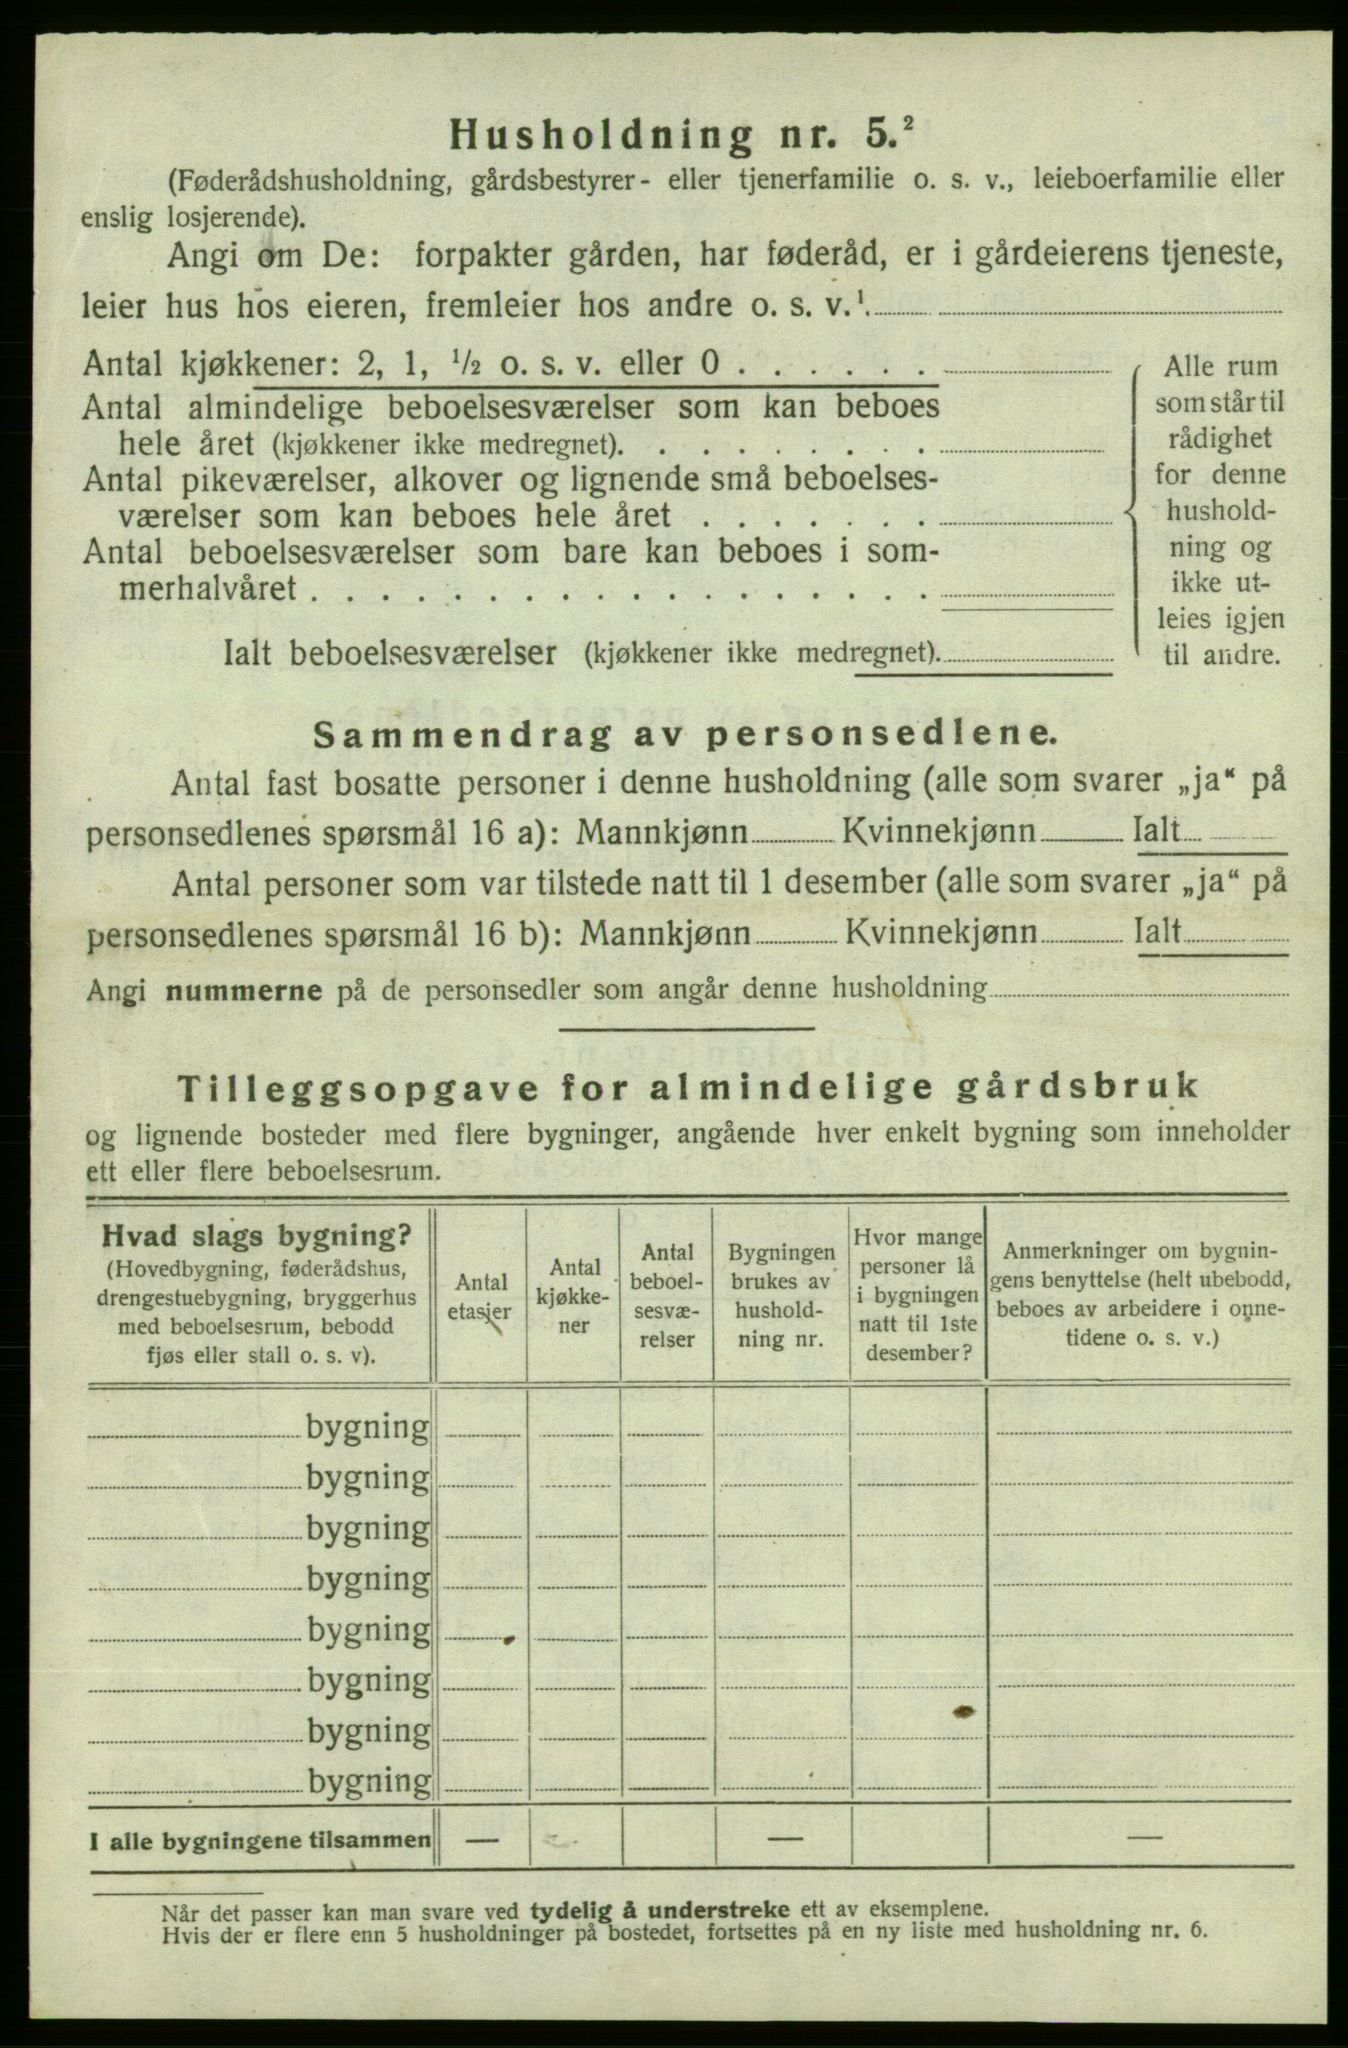 Husholdning nr. 5.²
(Føderådshusholdning, gårdsbestyrer- eller tjenerfamilie o. s. v., leieboerfamilie eller
enslig losjerende).
Angi om De: forpakter gården, har føderåd, er i gårdeierens tjeneste,
leier hus hos eieren, fremleier hos andre o. s. v.¹
Antal kjøkkener: 2, 1, ½ o. s. v. eller 0 . . . . . .
Antal almindelige beboelsesværelser som kan beboes
hele året (kjøkkener ikke medregnet). . . . . . . . .
Antal pikeværelser, alkover og lignende små beboelses-
værelser som kan beboes hele året . . . . . . .
Antal beboelsesværelser som bare kan beboes i som-
merhalvåret . . . . . . . . . . . . . . . . . .
Ialt beboelsesværelser (kjøkkener ikke medregnet).
Alle rum
som står til
rådighet
for denne
hushold-
ning og
ikke ut-
leies igjen
til andre.
Sammendrag av personsedlene.
Antal fast bosatte personer i denne husholdning (alle som svarer „ja“ på
personsedlenes spørsmål 16 a): Mannkjønn Kvinnekjønn Ialt
Antal personer som var tilstede natt til 1 desember (alle som svarer „ja“ på
personsedlenes spørsmål 16 b): Mannkjønn Kvinnekjønn Ialt
Angi nummerne på de personsedler som angår denne husholdning
Tilleggsopgave for almindelige gårdsbruk
og lignende bosteder med flere bygninger, angående hver enkelt bygning som inneholder
ett eller flere beboelsesrum.
Hvad slags bygning?
(Hovedbygning, føderådshus,
drengestuebygning, bryggerhus
med beboelsesrum, bebodd
fjøs eller stall o. s. v).
Antal
etasjer
Antal
kjøkke-
ner
Antal
beboel-
sesvæ-
relser
Bygningen
brukes av
hushold-
ning nr.
Hvor mange
personer lå
i bygningen
natt til 1ste
desember?
Anmerkninger om bygnin-
gens benyttelse (helt ubebodd,
beboes av arbeidere i onne-
tidene o. s. v.)
bygning
bygning
bygning
bygning
bygning
bygning
bygning
bygning
I alle bygningene tilsammen — — —
Når det passer kan man svare ved tydelig å understreke ett av eksemplene.
Hvis der er flere enn 5 husholdninger på bostedet, fortsettes på en ny liste med husholdning nr. 6.